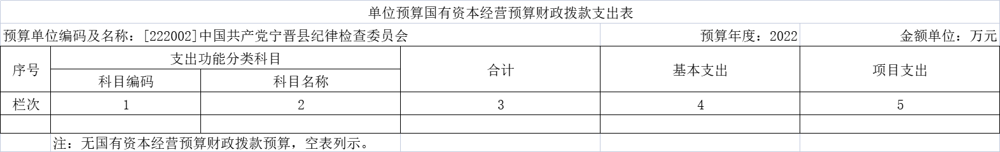 单位预算国有资本经营预算财政拨款支出表
预算单位编码及名称：[222002]中国共产党宁晋县纪律检查委员会 预算年度：2022 金额单位：万元
序号 支出功能分类科目 合计 基本支出 项目支出
科目编码 科目名称
栏次 1 2 3 4 5
注：无国有资本经营预算财政拨款预算，空表列示。